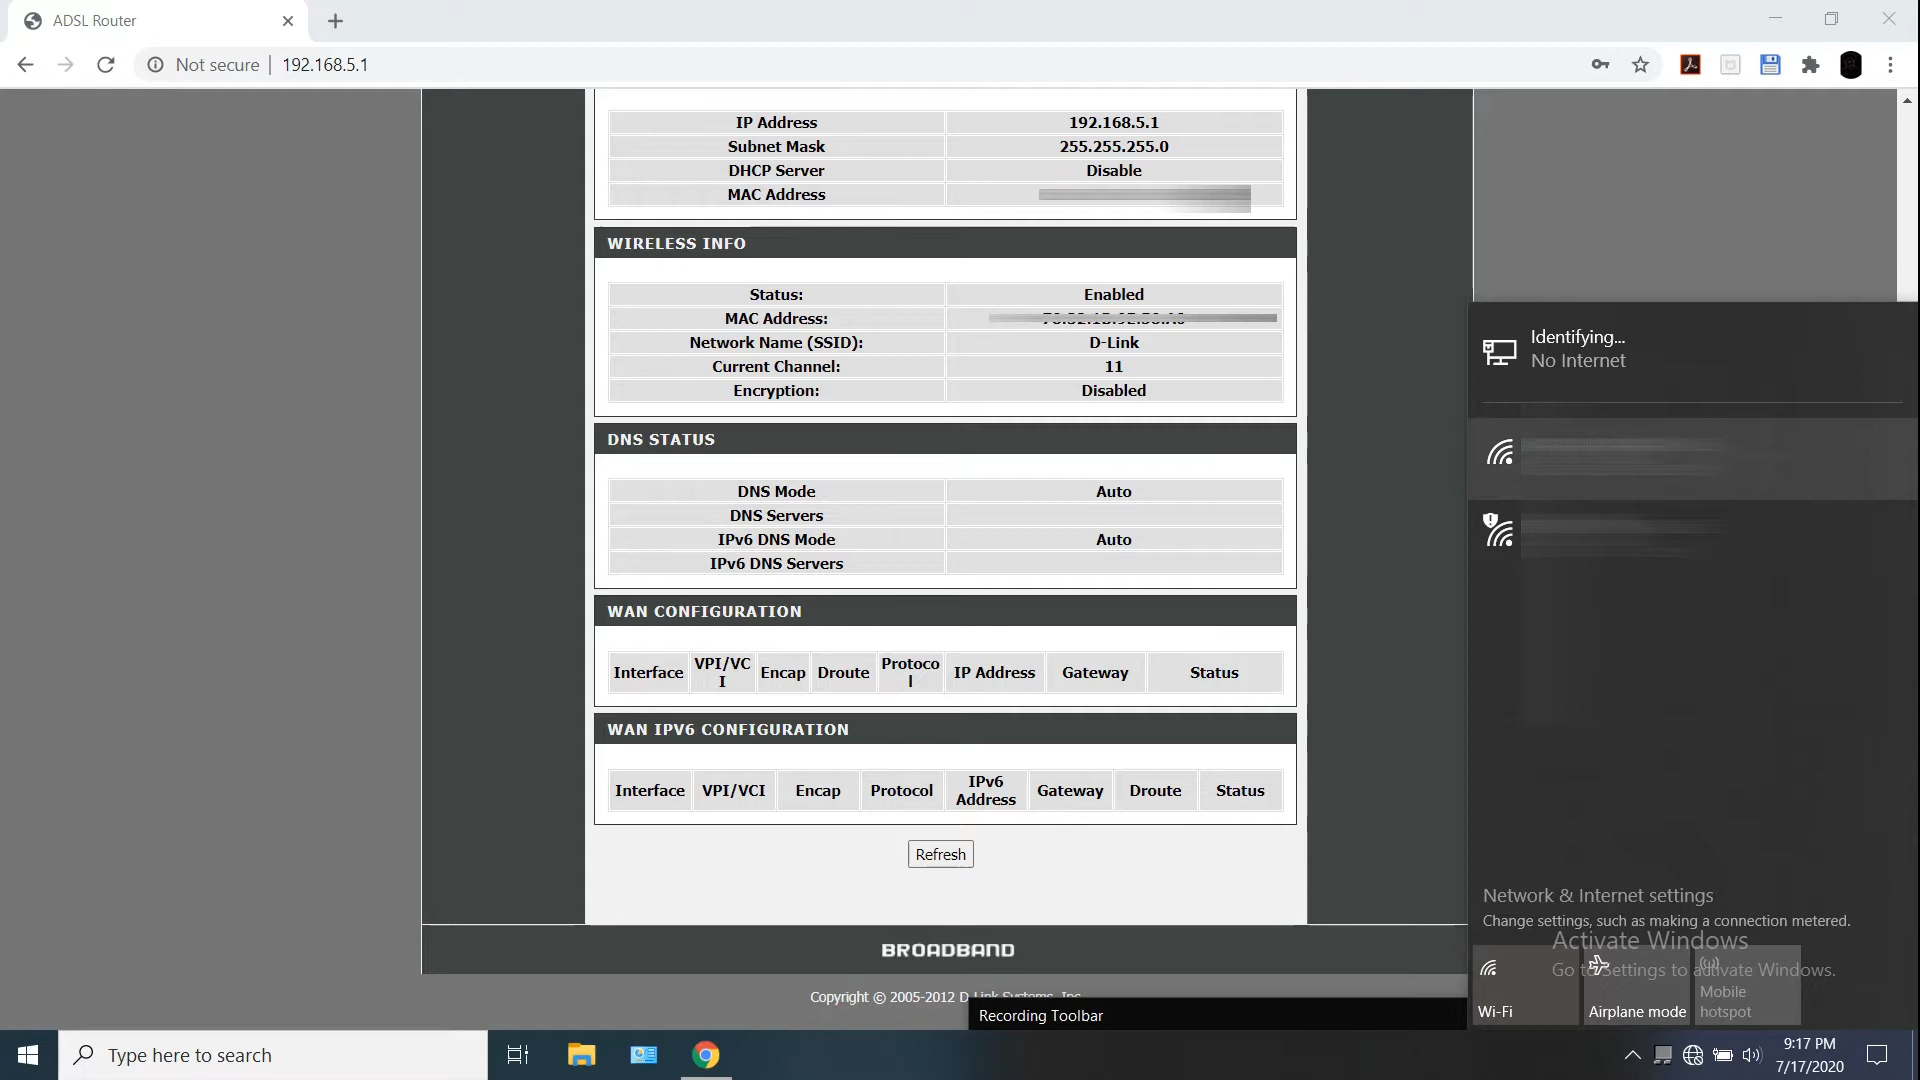 ADSL Router
Not secure | 192.168.5.1
IP Address 192.168.5.1
Subnet Mask 255.255.255.0
DHCP Server Disable
MAC Address
WIRELESS INFO
Status: Enabled
MAC Address:
Network Name (SSID): D-Link
Current Channel: 11
Encryption: Disabled
DNS STATUS
DNS Mode Auto
DNS Servers
IPv6 DNS Mode Auto
IPv6 DNS Servers
WAN CONFIGURATION
Interface VPI/VCI Encap Droute Protocol IP Address Gateway Status
WAN IPV6 CONFIGURATION
Interface VPI/VCI Encap Protocol IPv6 Address Gateway Droute Status
Refresh
BROADBAND
Copyright © 2005-2012 D-Link Systems, Inc.
Identifying...
No Internet
Network & Internet settings
Change settings, such as making a connection metered.
Activate Windows
Go to Settings to activate Windows.
Wi-Fi
Airplane mode
Mobile hotspot
Recording Toolbar
Type here to search
9:17 PM
7/17/2020